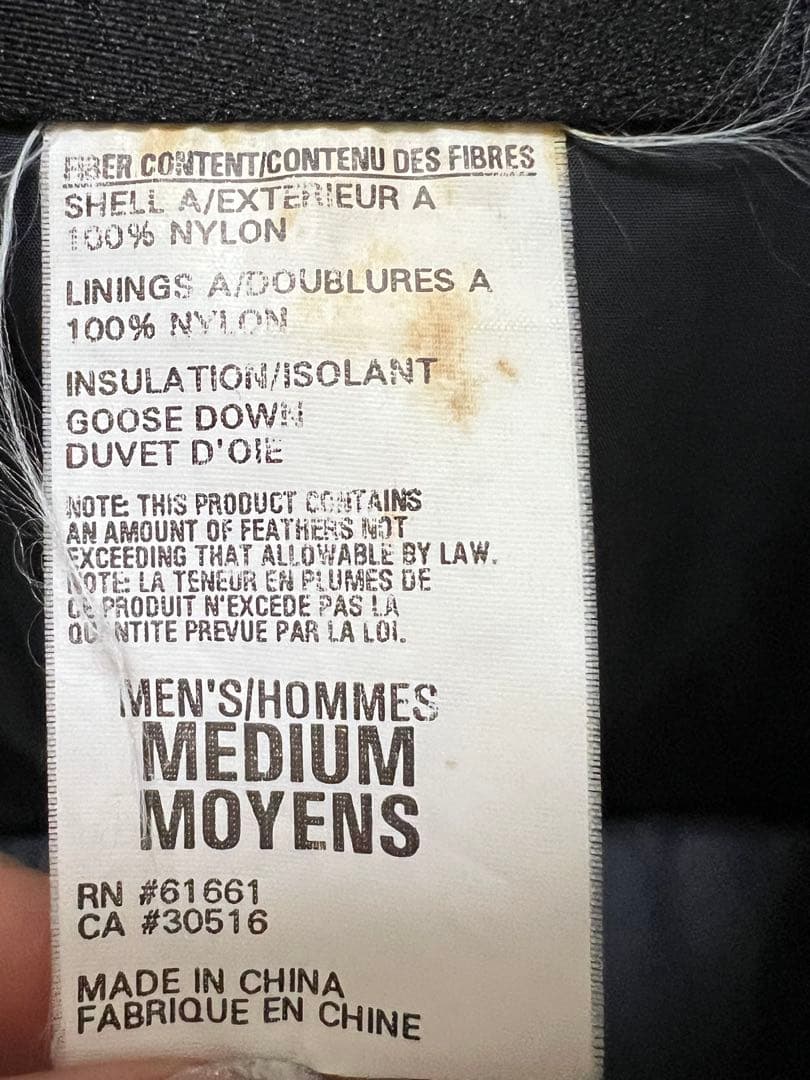 FIBER CONTENT/CONTENU DES FIBRES
SHELL A/EXTERIEUR A
100% NYLON
LININGS A/DOUBLURES A
100% NYLON
INSULATION/ISOLANT
GOOSE DOWN
DUVET D'OIE
NOTE: THIS PRODUCT CONTAINS
AN AMOUNT OF FEATHERS NOT
EXCEEDING THAT ALLOWABLE BY LAW.
NOTE: LA TENEUR EN PLUMES DE
CE PRODUIT N'EXCEDE PAS LA
QUANTITE PREVUE PAR LA LOI.
MEN'S/HOMMES
MEDIUM
MOYENS
RN #61661
CA #30516
MADE IN CHINA
FABRIQUE EN CHINE